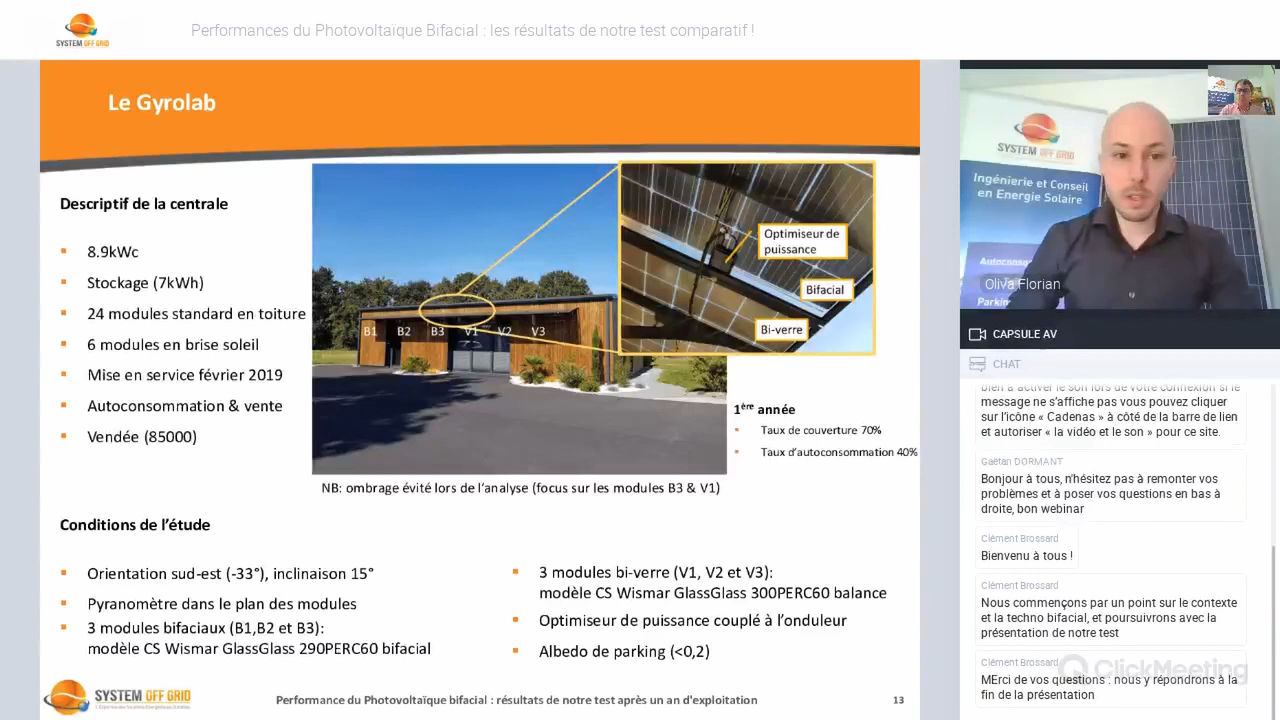 SYSTEM OFF GRID
Performances du Photovoltaïque Bifacial : les résultats de notre test comparatif !
Le Gyrolab
Descriptif de la centrale
▪ 8.9kWc
▪ Stockage (7kWh)
▪ 24 modules standard en toiture
▪ 6 modules en brise soleil
▪ Mise en service février 2019
▪ Autoconsommation & vente
▪ Vendée (85000)
B1 B2 B3 V1 V2 V3
Optimiseur de
puissance
Bifacial
Bi-verre
1ère année
▪ Taux de couverture 70%
▪ Taux d'autoconsommation 40%
NB: ombrage évité lors de l'analyse (focus sur les modules B3 & V1)
Conditions de l'étude
▪ Orientation sud-est (-33°), inclinaison 15°
▪ Pyranomètre dans le plan des modules
▪ 3 modules bifaciaux (B1,B2 et B3):
modèle CS Wismar GlassGlass 290PERC60 bifacial
▪ 3 modules bi-verre (V1, V2 et V3):
modèle CS Wismar GlassGlass 300PERC60 balance
▪ Optimiseur de puissance couplé à l'onduleur
▪ Albedo de parking (<0,2)
SYSTEM OFF GRID
Performance du Photovoltaïque bifacial : résultats de notre test après un an d'exploitation
13
SYSTEM OFF GRID
Ingénierie et Conseil
en Energie Solaire
Oliva Florian
CAPSULE AV
CHAT
bien à activer le son lors de votre connexion si le
message ne s'affiche pas vous pouvez cliquer
sur l'icône « Cadenas » à côté de la barre de lien
et autoriser « la vidéo et le son » pour ce site.
Gaëtan DORMANT
Bonjour à tous, n'hésitez pas à remonter vos
problèmes et à poser vos questions en bas à
droite, bon webinar
Clément Brossard
Bienvenu à tous !
Clément Brossard
Nous commençons par un point sur le contexte
et la techno bifacial, et poursuivrons avec la
présentation de notre test
Clément Brossard
MErci de vos questions : nous y répondrons à la
fin de la présentation
ClickMeeting